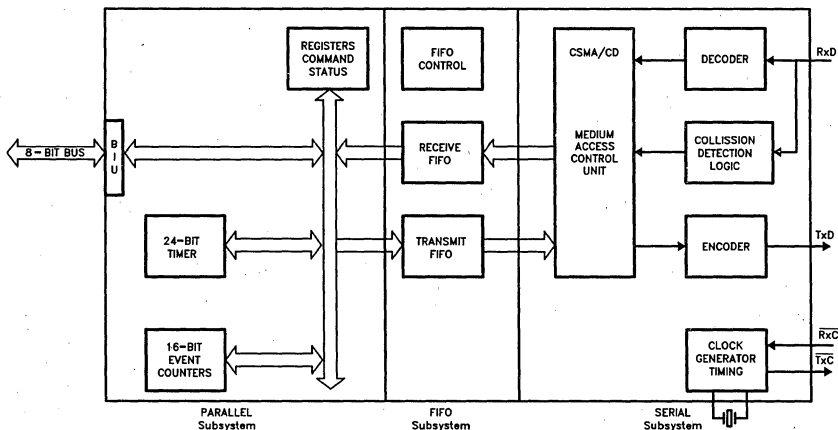 REGISTERS
COMMAND
STATUS
FIFO
CONTROL
CSMA/CD
DECODER
RxD
8-BIT BUS
B
I
U
RECEIVE
FIFO
MEDIUM
ACCESS
CONTROL
UNIT
COLLISSION
DETECTION
LOGIC
24-BIT
TIMER
TRANSMIT
FIFO
ENCODER
TxD
16-BIT
EVENT
COUNTERS
CLOCK
GENERATOR
TIMING
RxC
TxC
PARALLEL
Subsystem
FIFO
Subsystem
SERIAL
Subsystem